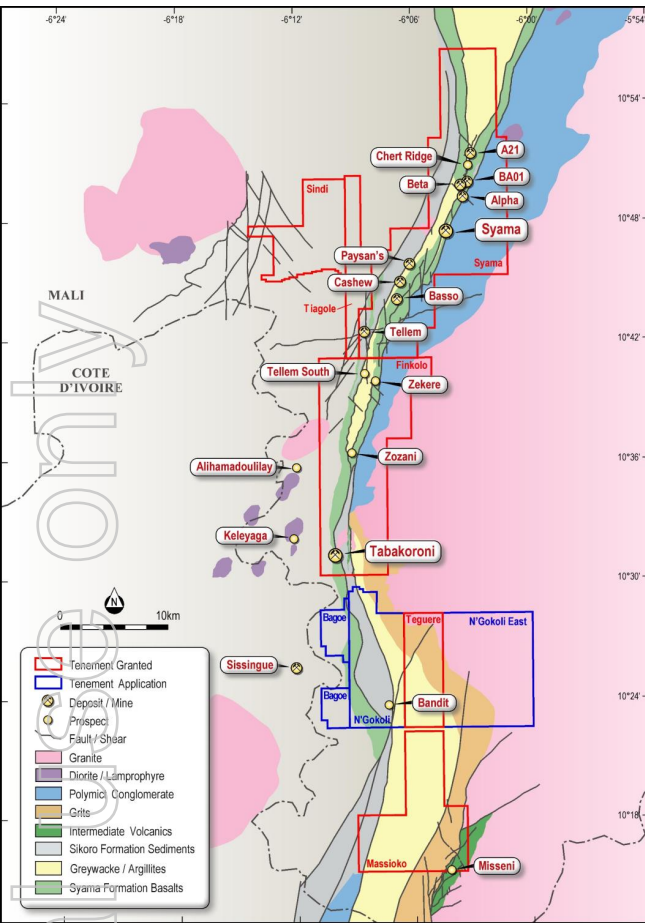 -6°24'
-6°18'
-6°12'
-6°06'
-6°00'
-5°54'
10°54'
A21
Chert Ridge
BA01
Beta
Alpha
Sindi
10°48'
Syama
Paysan's
Syama
Cashew
MALI
Basso
Tiagole
Tellem
10°42'
Finkolo
COTE
D'IVOIRE
Tellem South
Zekere
Zozani
10°36'
Alihamadoulilay
Keleyaga
Tabakoroni
10°30'
N
0 10km
Bagoe
Teguere
N'Gokoli East
Sissingue
Bagoe
10°24'
Bandit
N'Gokoli
Tenement Granted
Tenement Application
Deposit / Mine
Prospect
Fault / Shear
Granite
Diorite / Lamprophyre
Polymict Conglomerate
Grits
Intermediate Volcanics
Sikoro Formation Sediments
Greywacke / Argillites
Syama Formation Basalts
10°18'
Massioko
Misseni
use only